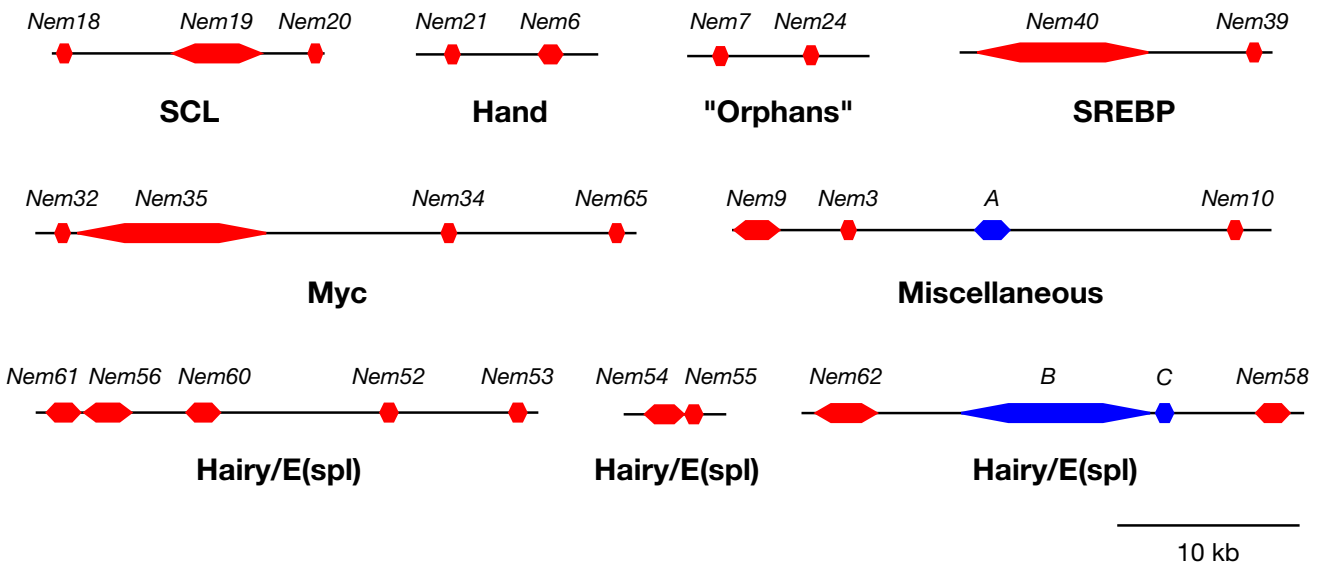 Nem18 Nem19 Nem20 Nem21 Nem6 Nem7 Nem24 Nem40 Nem39
SCL Hand "Orphans" SREBP
Nem32 Nem35 Nem34 Nem65 Nem9 Nem3 A Nem10
Myc Miscellaneous
Nem61 Nem56 Nem60 Nem52 Nem53 Nem54 Nem55 Nem62 B C Nem58
Hairy/E(spl) Hairy/E(spl) Hairy/E(spl)
10 kb